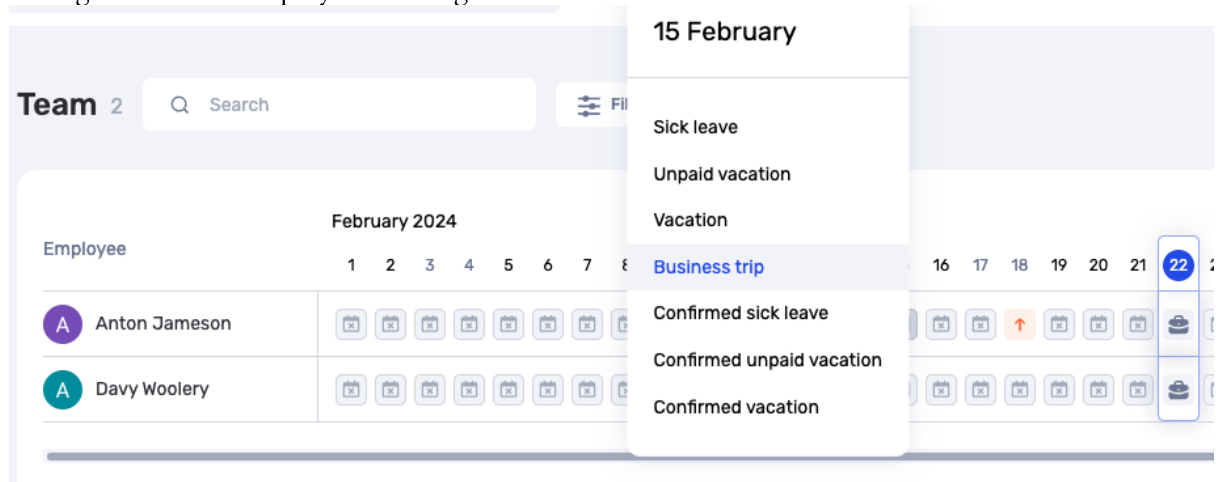 15 February
Team 2
Search
Sick leave
Unpaid vacation
Vacation
Business trip
Confirmed sick leave
Confirmed unpaid vacation
Confirmed vacation
February 2024
Employee
1 2 3 4 5 6 7 16 17 18 19 20 21 22
A Anton Jameson
A Davy Woolery